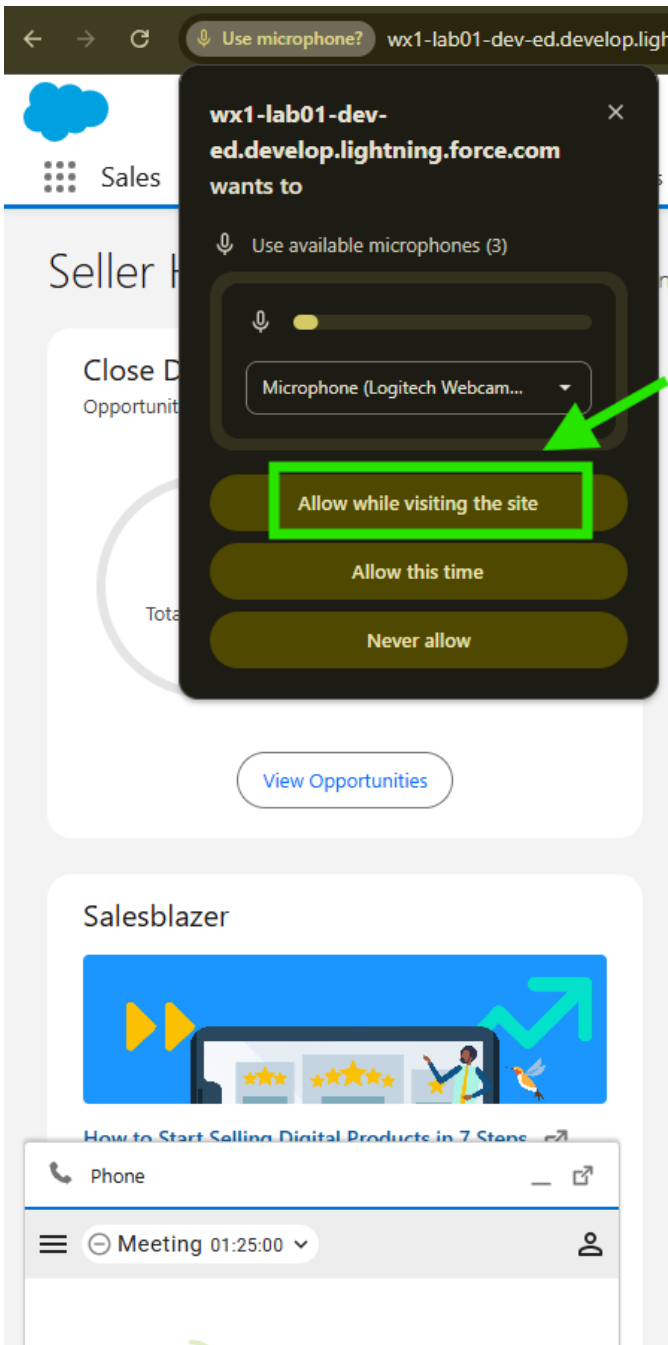 Use microphone?
wx1-lab01-dev-ed.develop.ligh
wx1-lab01-dev-
ed.develop.lightning.force.com
wants to
Sales
Use available microphones (3)
Seller
Microphone (Logitech Webcam...
Close D
Opportunit
Allow while visiting the site
Allow this time
Tota
Never allow
View Opportunities
Salesblazer
How to Start Selling Digital Products in 7 Steps
Phone
Meeting 01:25:00